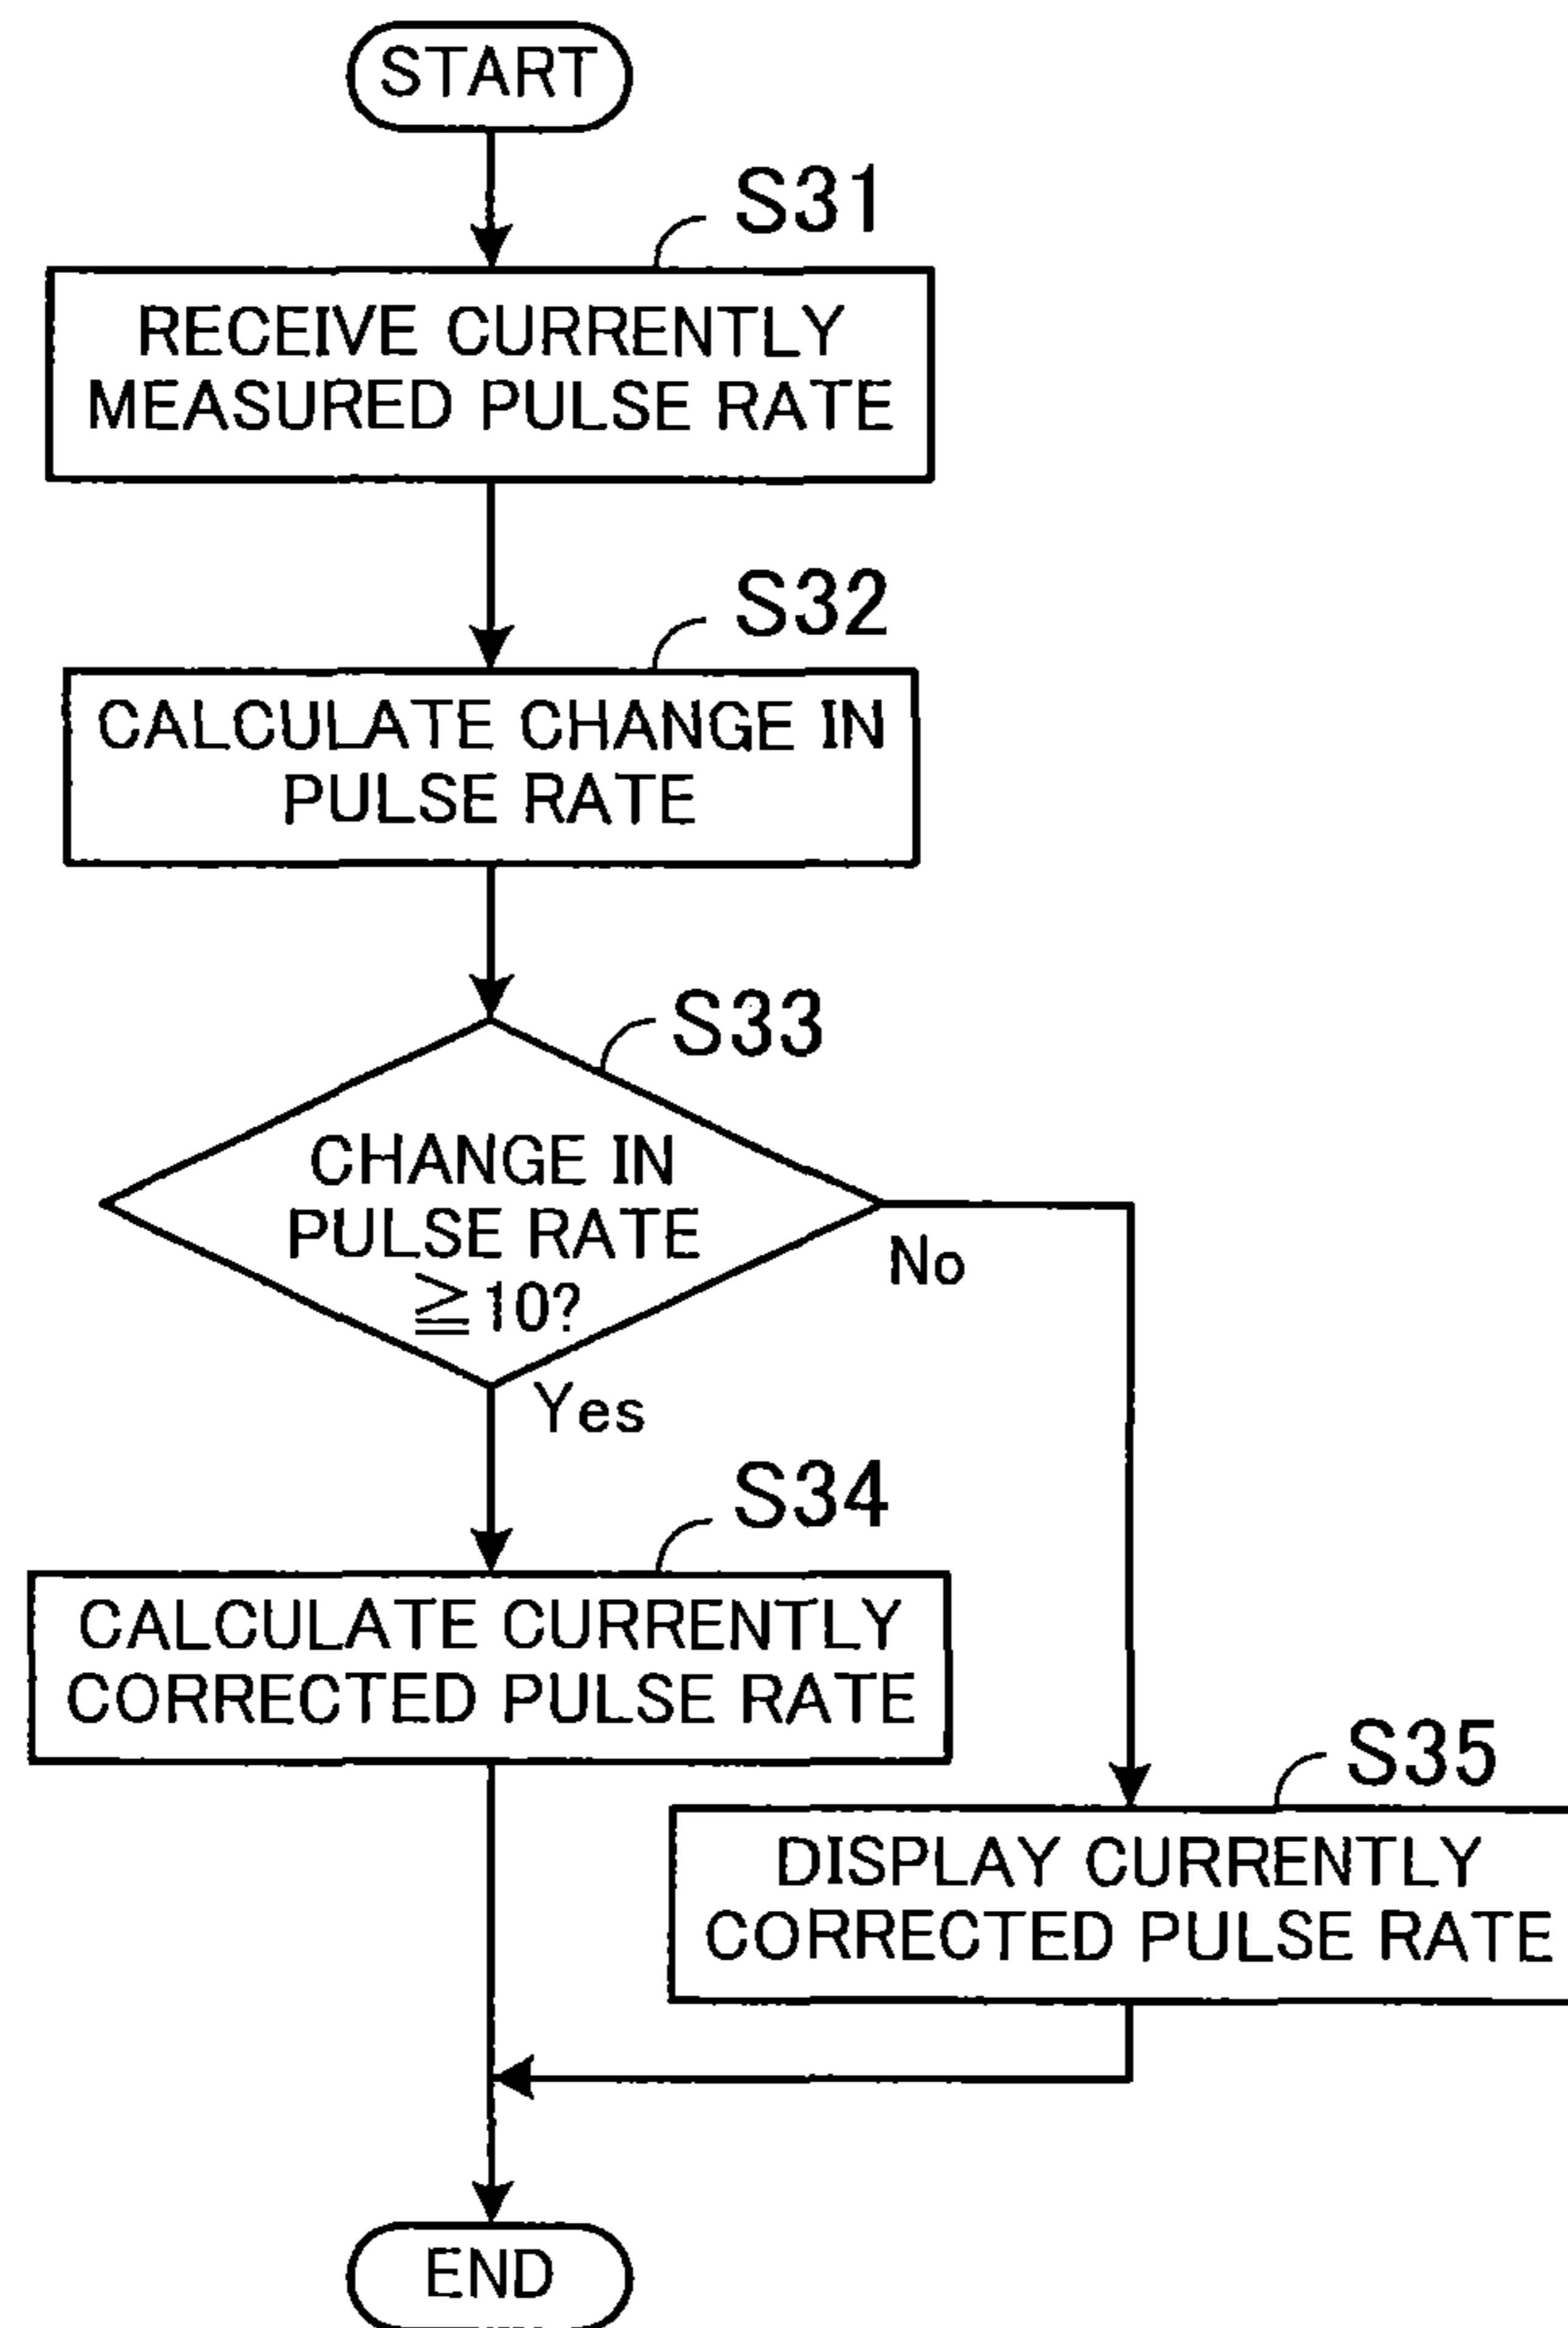 START
S31
RECEIVE CURRENTLY
MEASURED PULSE RATE
S32
CALCULATE CHANGE IN
PULSE RATE
S33
CHANGE IN
PULSE RATE
≧10?
No
Yes
S34
CALCULATE CURRENTLY
CORRECTED PULSE RATE
S35
DISPLAY CURRENTLY
CORRECTED PULSE RATE
END